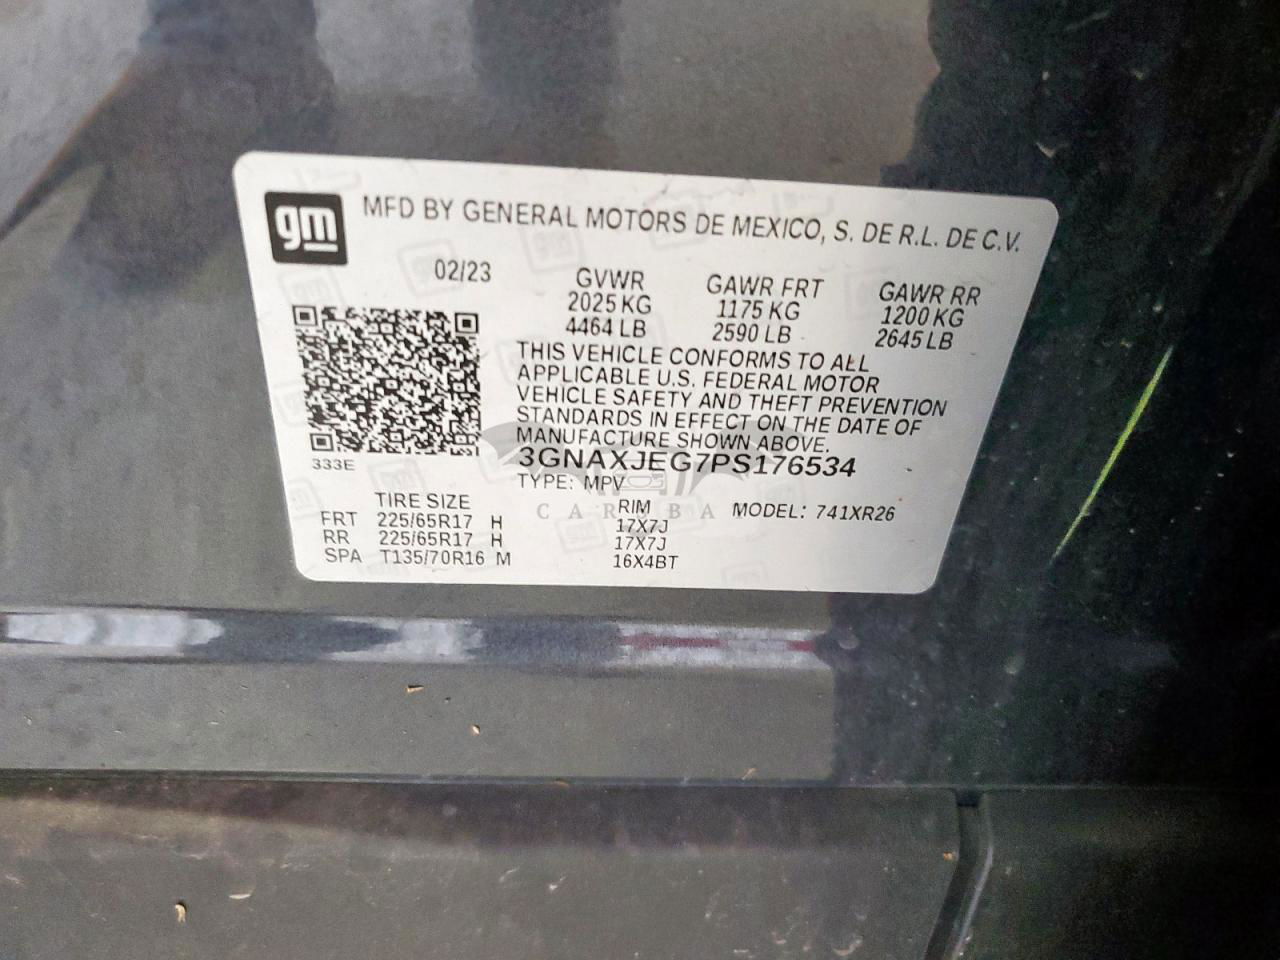 gm
MFD BY GENERAL MOTORS DE MEXICO, S. DE R.L. DE C.V.
02/23
GVWR
2025 KG
4464 LB
GAWR FRT
1175 KG
2590 LB
GAWR RR
1200 KG
2645 LB
THIS VEHICLE CONFORMS TO ALL
APPLICABLE U.S. FEDERAL MOTOR
VEHICLE SAFETY AND THEFT PREVENTION
STANDARDS IN EFFECT ON THE DATE OF
MANUFACTURE SHOWN ABOVE.
333E
3GNAXJEG7PS176534
TYPE: MPV
TIRE SIZE RIM MODEL: 741XR26
FRT 225/65R17 H 17X7J
RR 225/65R17 H 17X7J
SPA T135/70R16 M 16X4BT